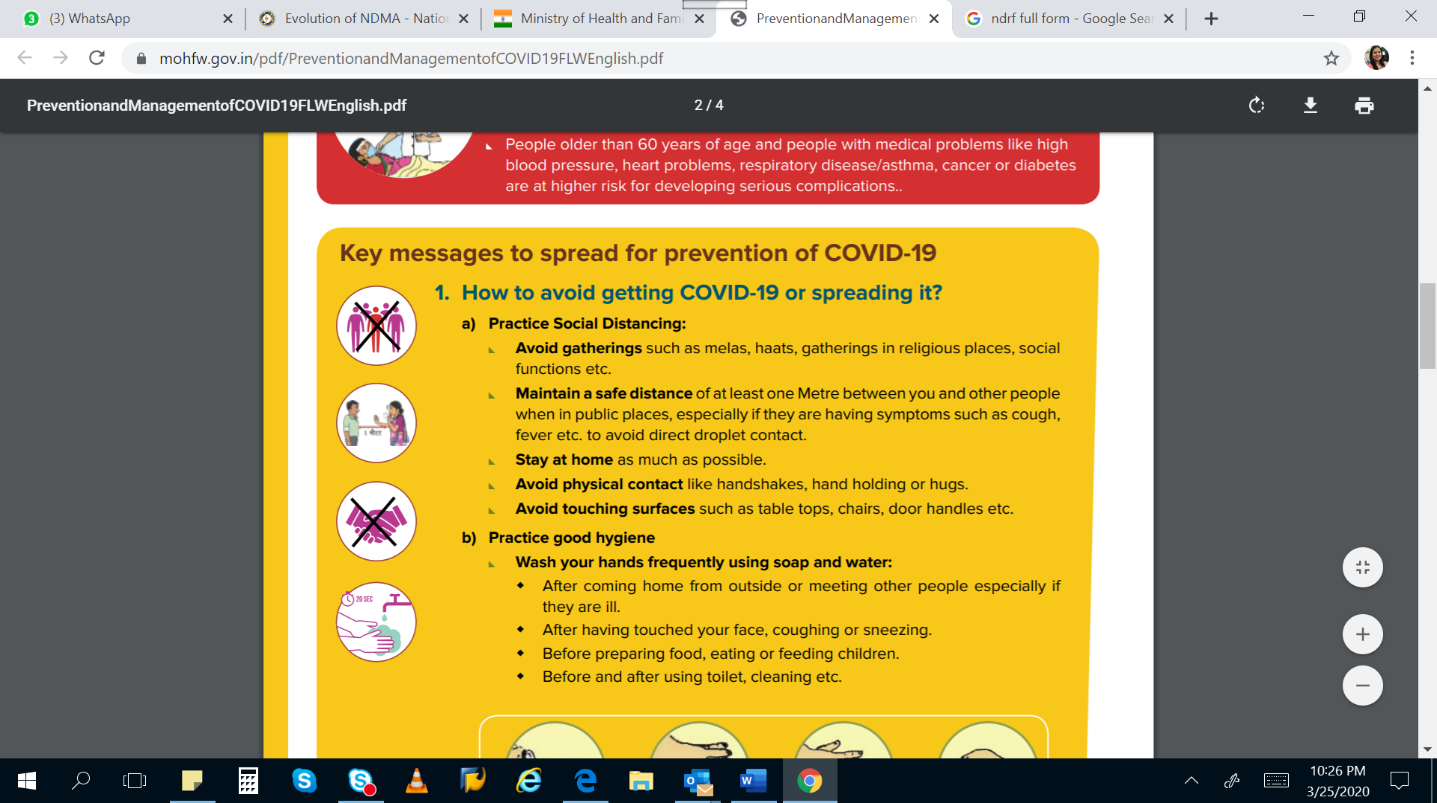 (3) WhatsApp
Evolution of NDMA - Natio
Ministry of Health and Fami
PreventionandManagemen
ndrf full form - Google Sea
mohfw.gov.in/pdf/PreventionandManagementofCOVID19FLWEnglish.pdf
PreventionandManagementofCOVID19FLWEnglish.pdf
2 / 4
People older than 60 years of age and people with medical problems like high
blood pressure, heart problems, respiratory disease/asthma, cancer or diabetes
are at higher risk for developing serious complications..
Key messages to spread for prevention of COVID-19
1. How to avoid getting COVID-19 or spreading it?
a) Practice Social Distancing:
Avoid gatherings such as melas, haats, gatherings in religious places, social
functions etc.
Maintain a safe distance of at least one Metre between you and other people
when in public places, especially if they are having symptoms such as cough,
fever etc. to avoid direct droplet contact.
Stay at home as much as possible.
Avoid physical contact like handshakes, hand holding or hugs.
Avoid touching surfaces such as table tops, chairs, door handles etc.
b) Practice good hygiene
Wash your hands frequently using soap and water:
After coming home from outside or meeting other people especially if
they are ill.
After having touched your face, coughing or sneezing.
Before preparing food, eating or feeding children.
Before and after using toilet, cleaning etc.
1 मीटर
20 SEC
10:26 PM
3/25/2020